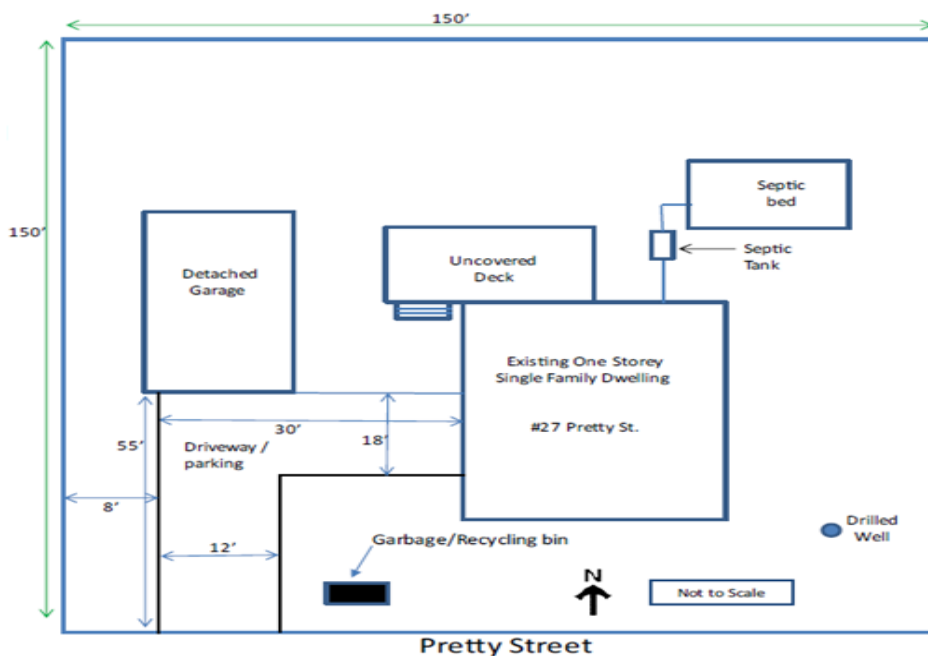 150'
150'
Septic
bed
Septic
Tank
Uncovered
Deck
Detached
Garage
Existing One Storey
Single Family Dwelling
#27 Pretty St.
30'
18'
55'
Driveway /
parking
8'
12'
Garbage/Recycling bin
N
Drilled
Well
Not to Scale
Pretty Street